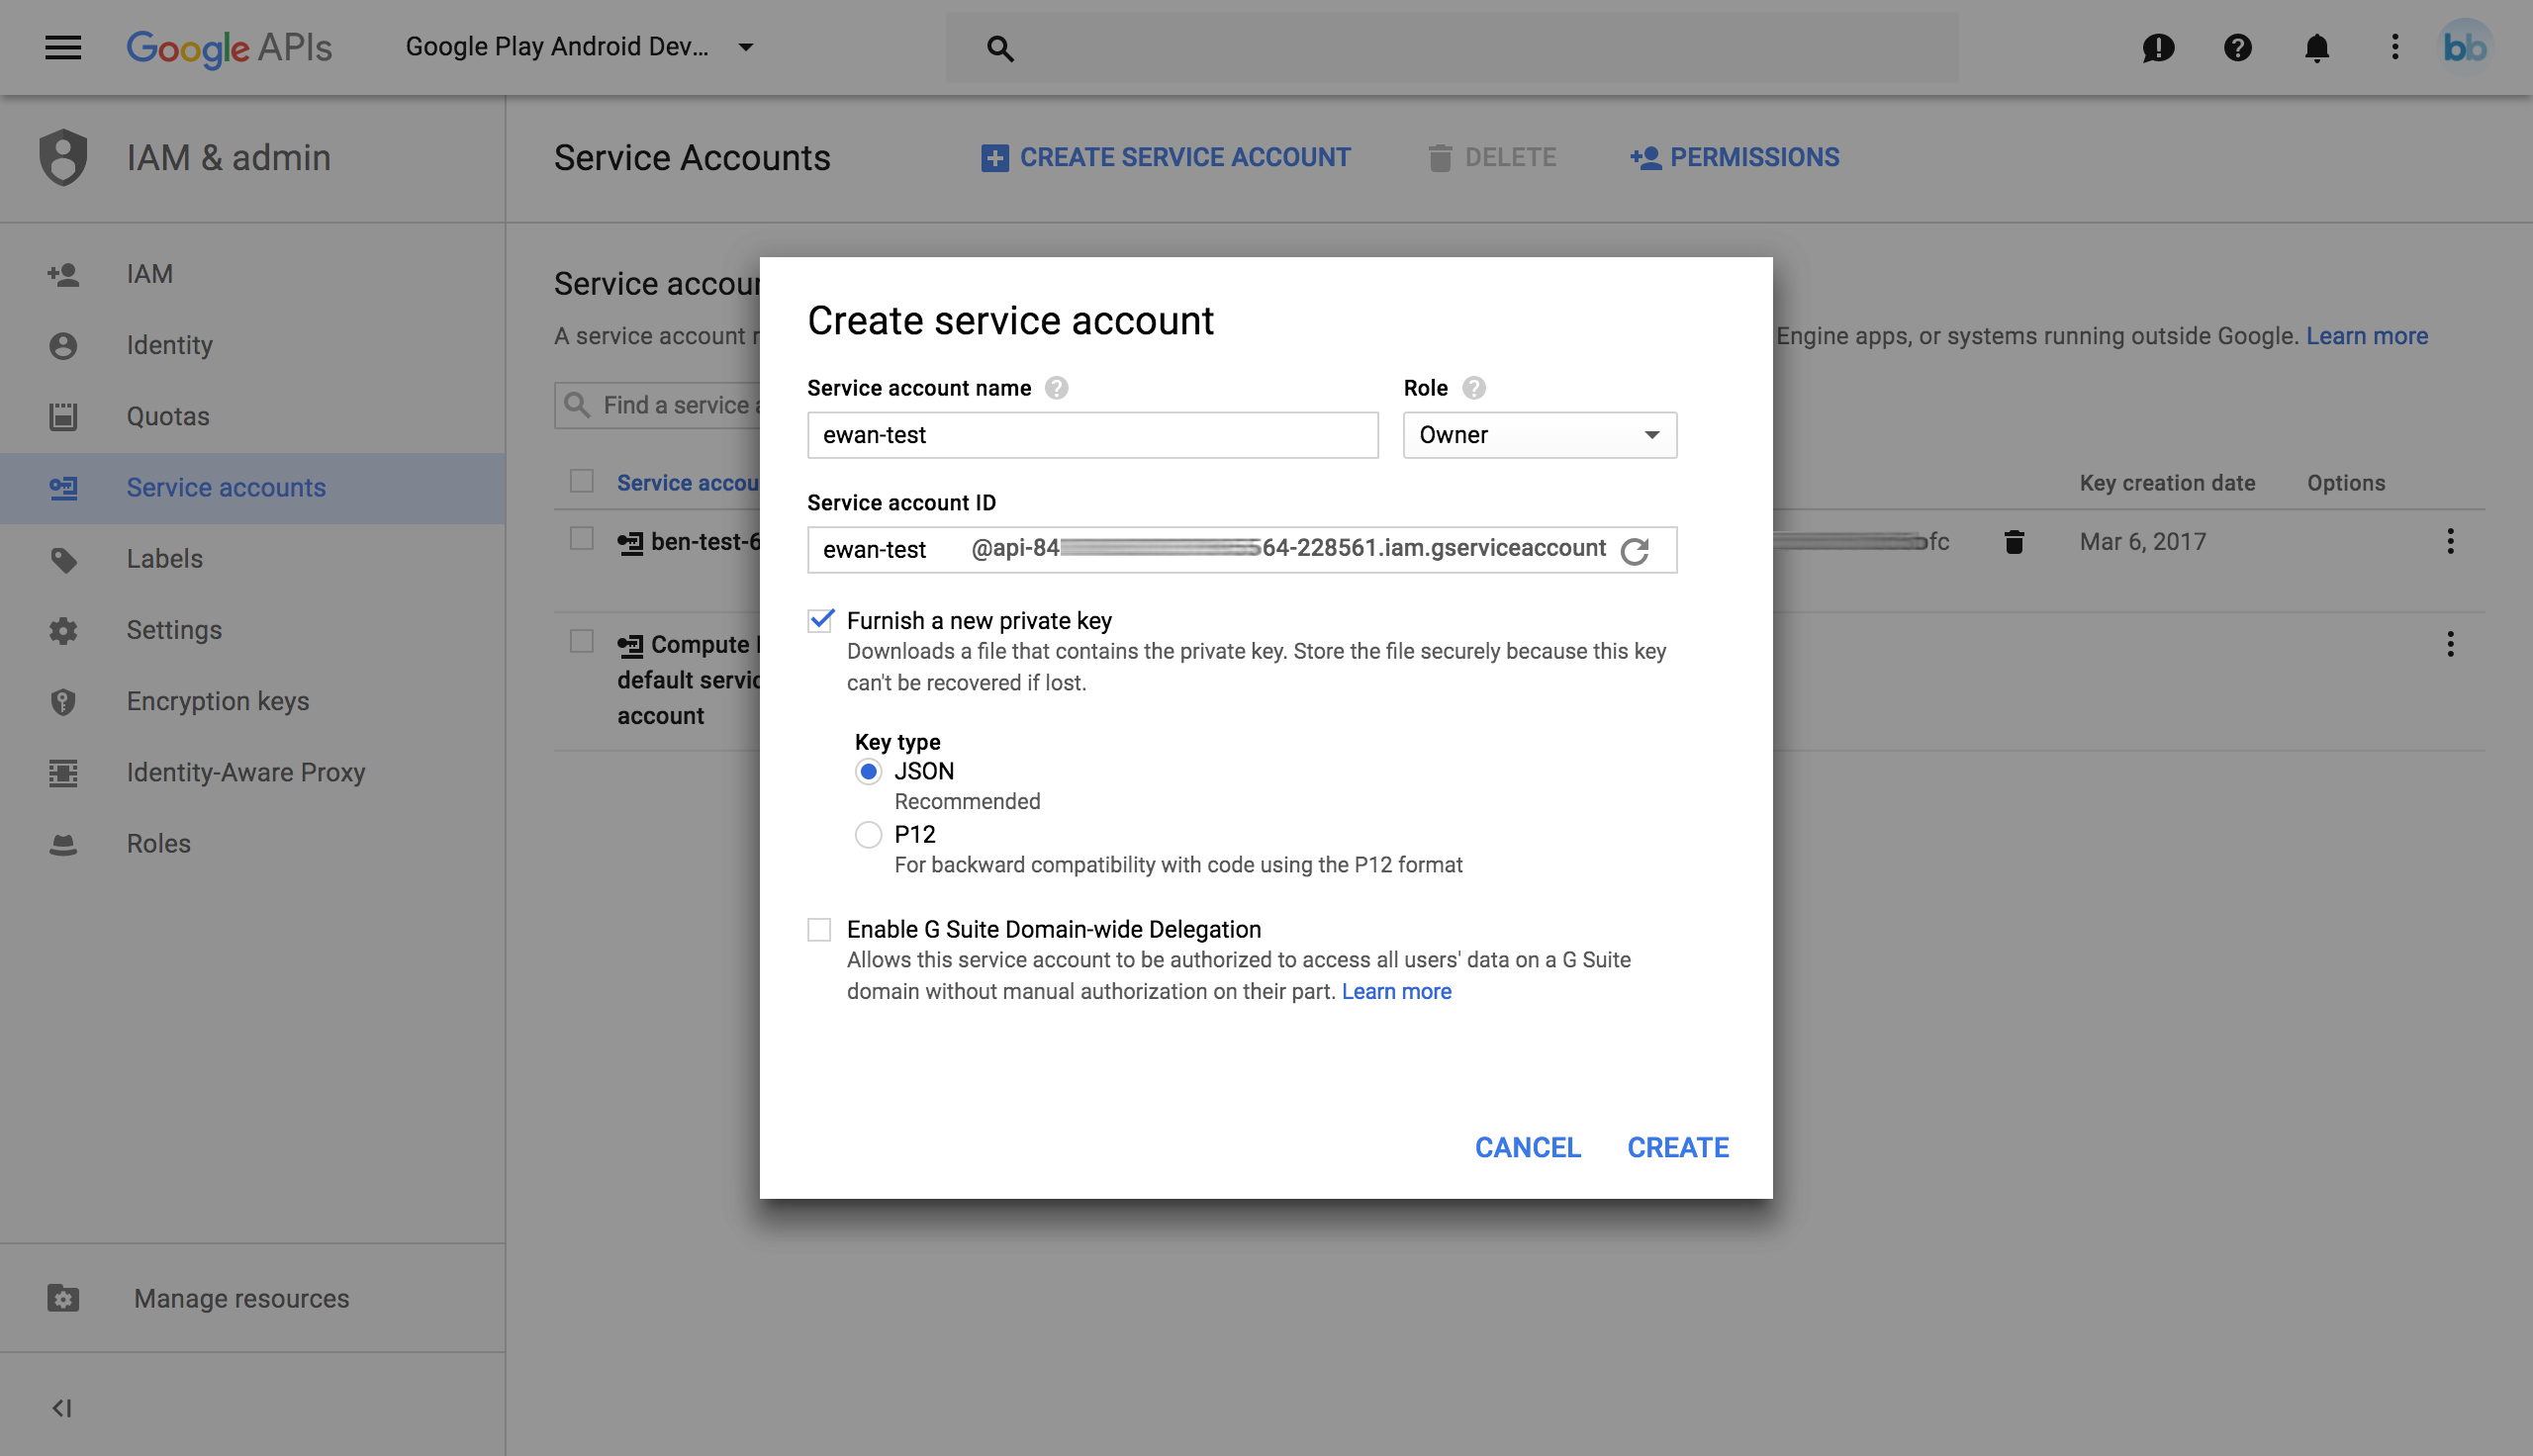 Google APIs
Google Play Android Dev...
bb
IAM & admin
Service Accounts
CREATE SERVICE ACCOUNT
DELETE
PERMISSIONS
IAM
Identity
Quotas
Service accounts
Labels
Settings
Encryption keys
Identity-Aware Proxy
Roles
Manage resources
Service accour
A service account
Engine apps, or systems running outside Google. Learn more
Find a service a
Service accou
Key creation date
Options
ben-test-6
fc
Mar 6, 2017
Compute
default servic
account
Create service account
Service account name
Role
ewan-test
Owner
Service account ID
ewan-test @api-84
64-228561.iam.gserviceaccount
Furnish a new private key
Downloads a file that contains the private key. Store the file securely because this key
can't be recovered if lost.
Key type
JSON
Recommended
P12
For backward compatibility with code using the P12 format
Enable G Suite Domain-wide Delegation
Allows this service account to be authorized to access all users' data on a G Suite
domain without manual authorization on their part. Learn more
CANCEL
CREATE